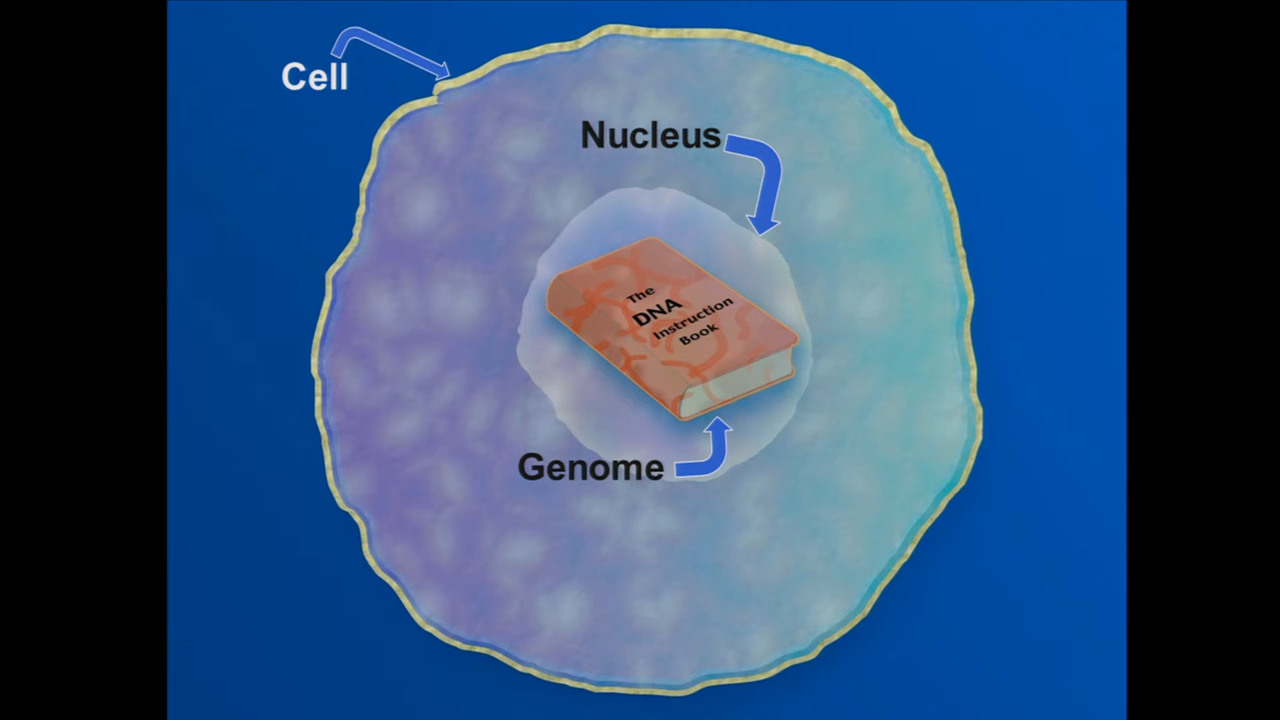 Cell
Nucleus
The
DNA
Instruction
Book
Genome